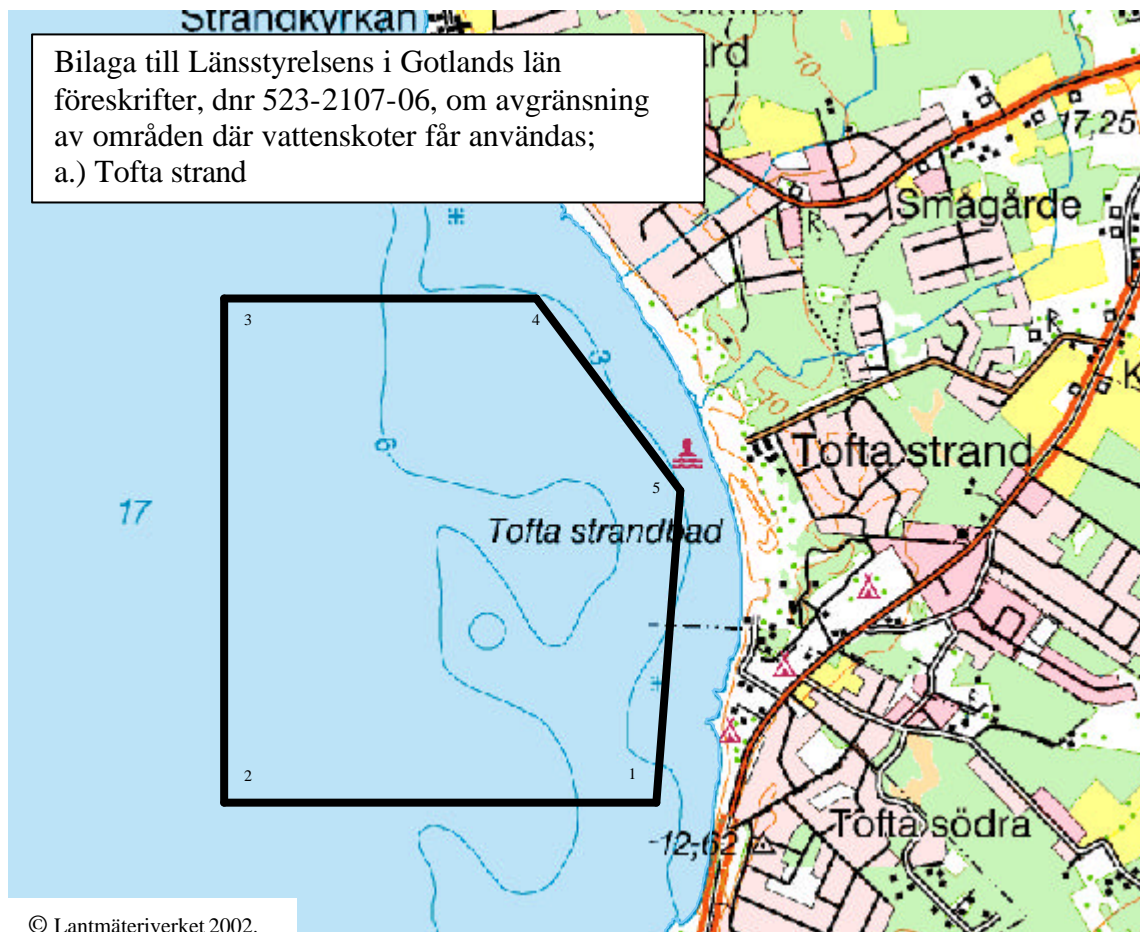 Strandkyrkan
Bilaga till Länsstyrelsens i Gotlands län
föreskrifter, dnr 523-2107-06, om avgränsning
av områden där vattenskoter får användas;
a.) Tofta strand
17,25
Smågårde
R
3
4
3
10
R
K
6
Tofta strand
5
17
Tofta strandbad
2
1
Tofta södra
12,62
© Lantmäteriverket 2002.